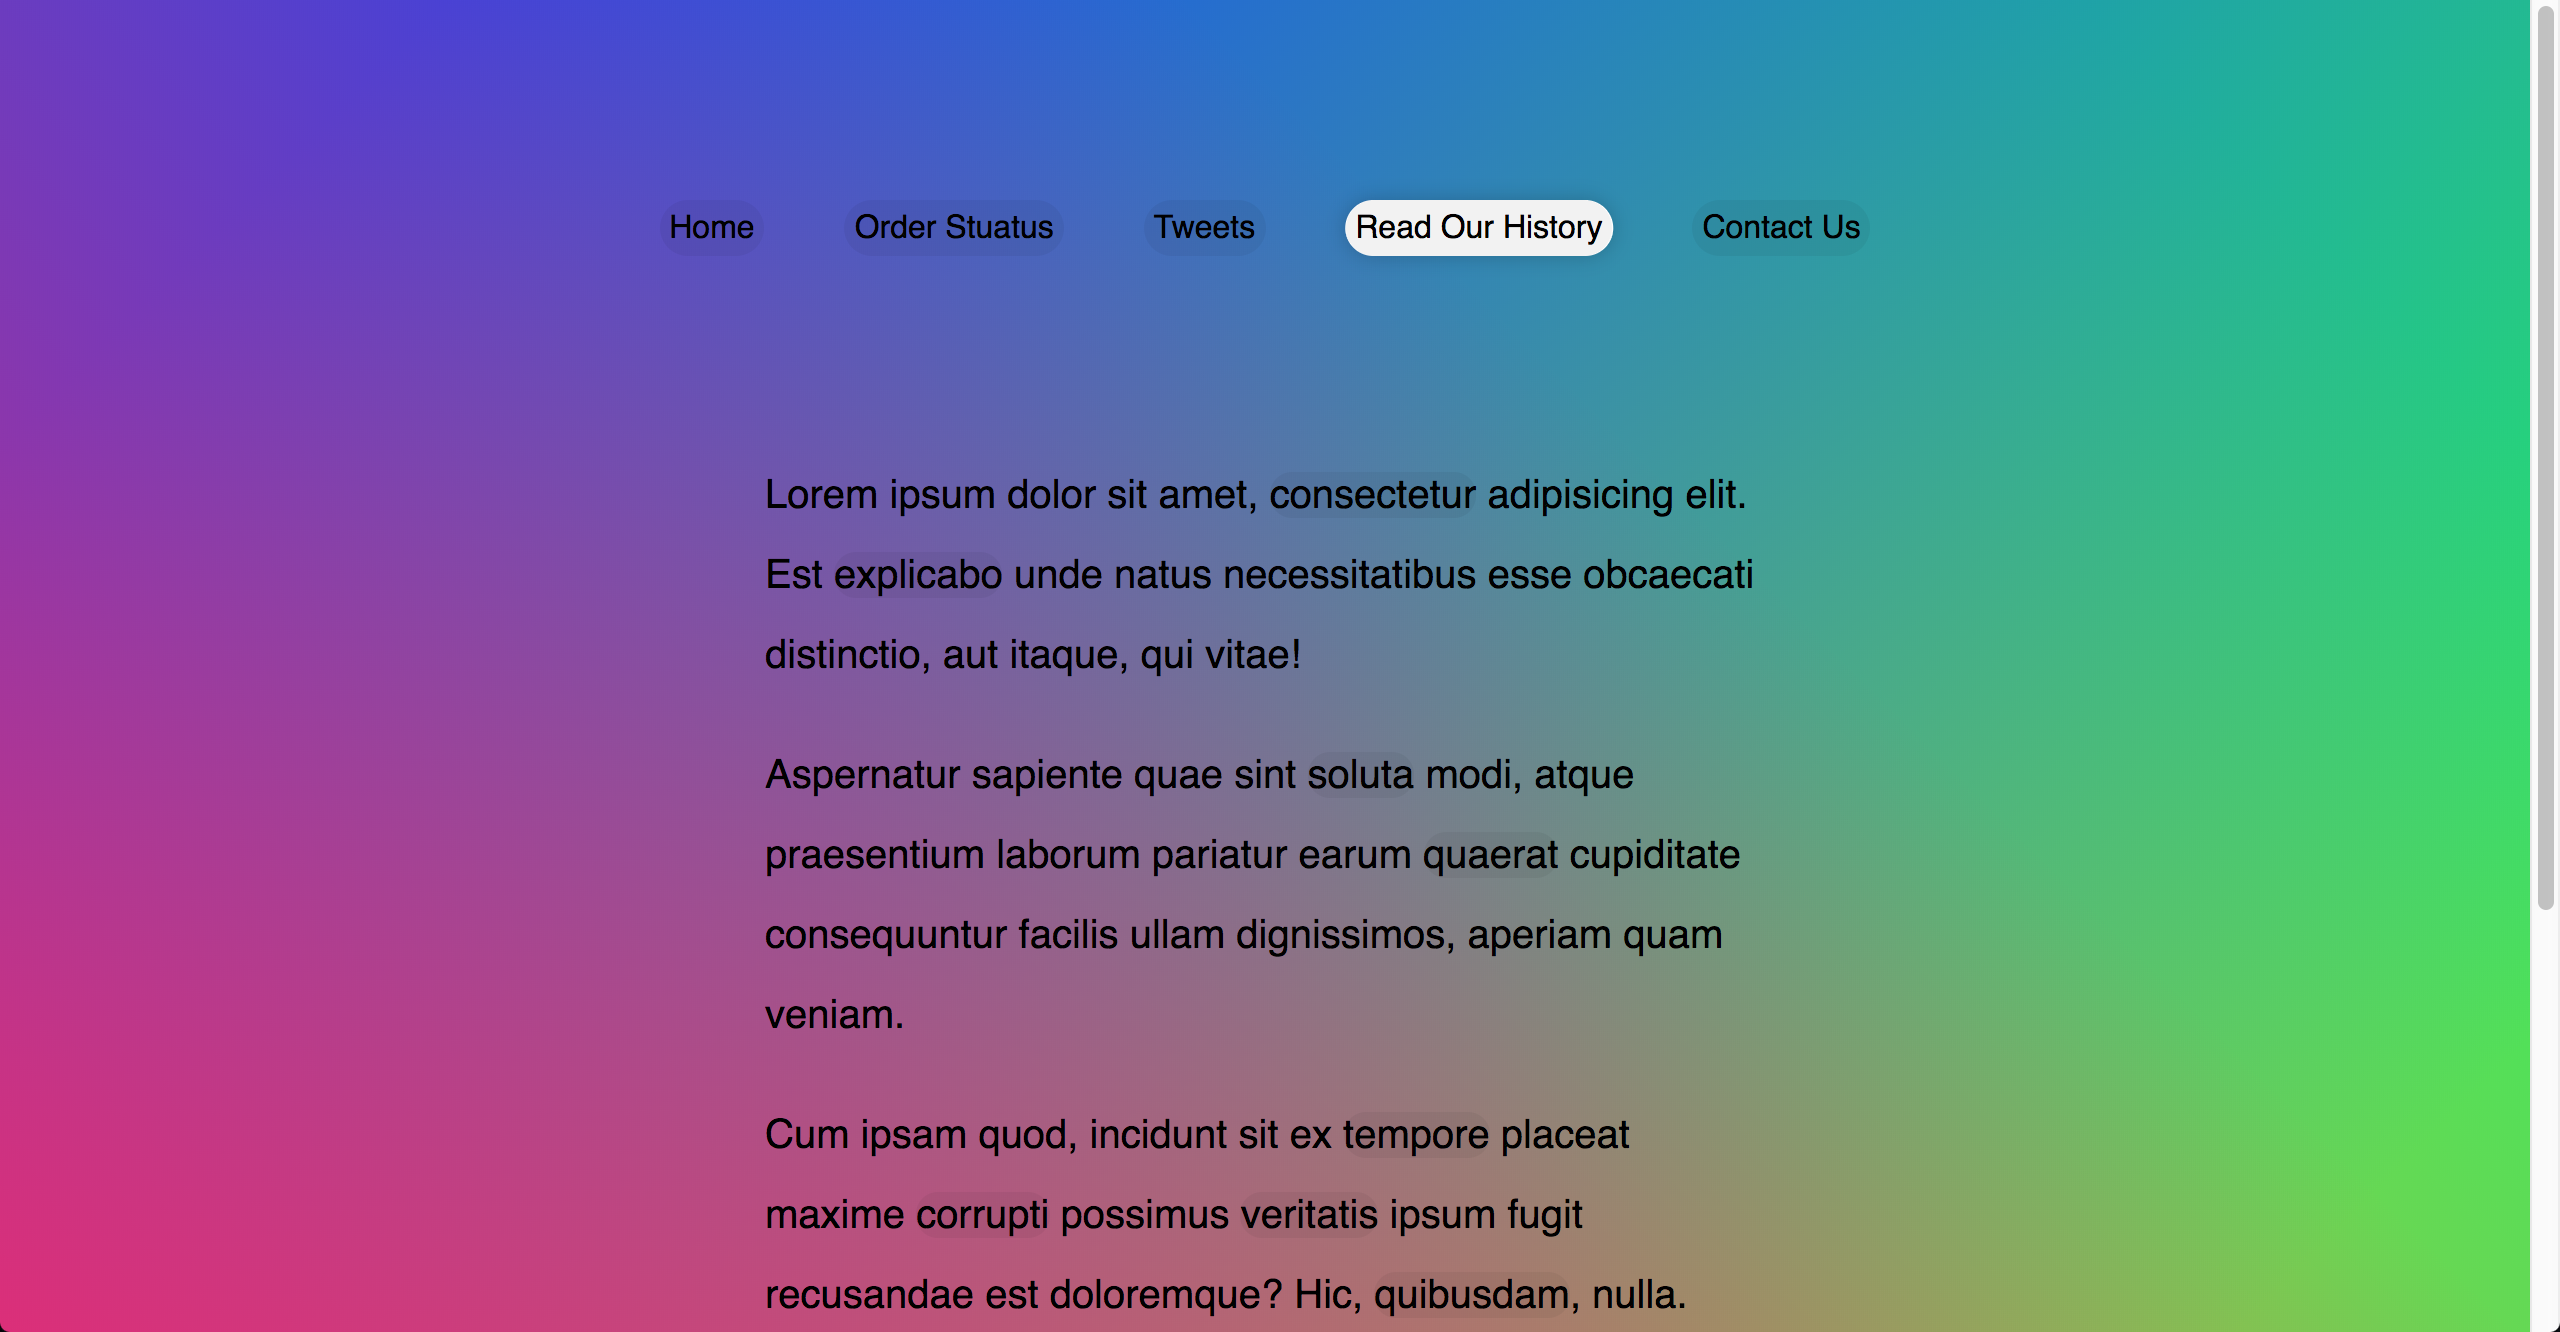 Home Order Stuatus Tweets Read Our History Contact Us
Lorem ipsum dolor sit amet, consectetur adipisicing elit.
Est explicabo unde natus necessitatibus esse obcaecati
distinctio, aut itaque, qui vitae!
Aspernatur sapiente quae sint soluta modi, atque
praesentium laborum pariatur earum quaerat cupiditate
consequuntur facilis ullam dignissimos, aperiam quam
veniam.
Cum ipsam quod, incidunt sit ex tempore placeat
maxime corrupti possimus veritatis ipsum fugit
recusandae est doloremque? Hic, quibusdam, nulla.